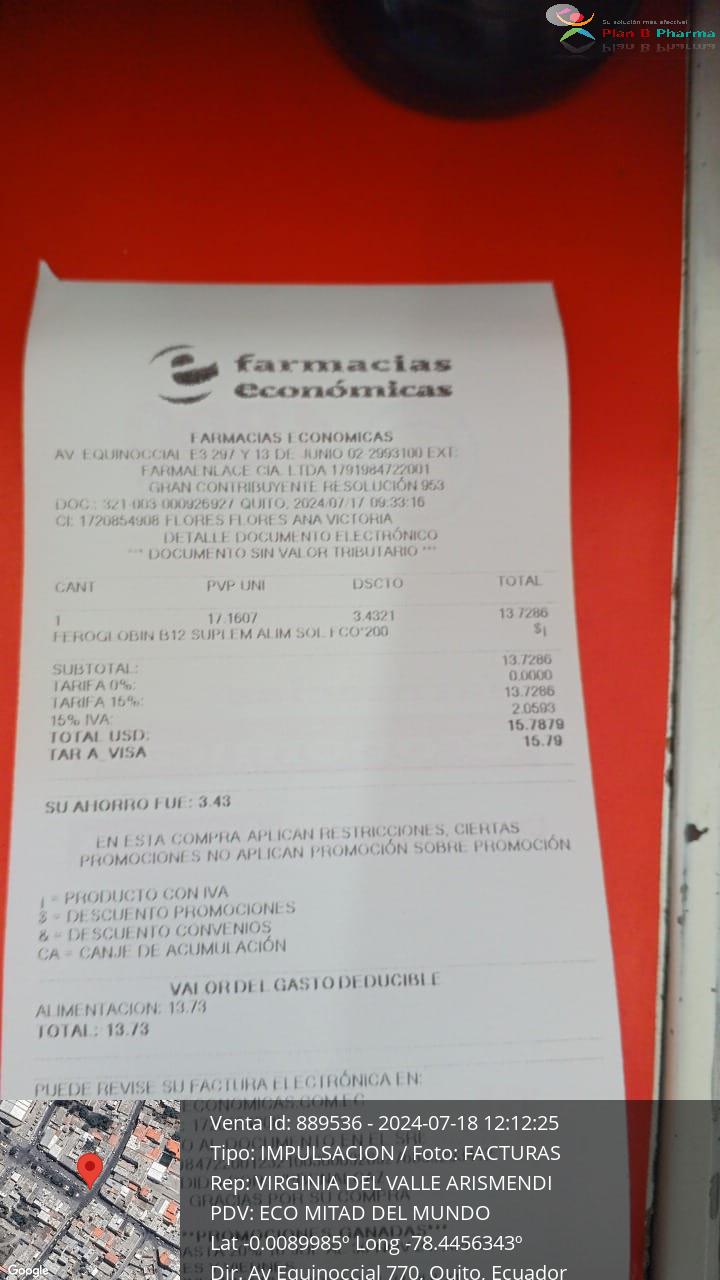 Su solución más efectiva!
Plan B Pharma
farmacias
económicas
FARMACIAS ECONOMICAS
AV. EQUINOCCIAL E3 297 Y 13 DE JUNIO 02-2993100 EXT:
FARMAENLACE CIA. LTDA 1791984722001
GRAN CONTRIBUYENTE RESOLUCIÓN 953
DOC.: 321-003-000926927 QUITO, 2024/07/17 09:33:16
CI: 1720854908 FLORES FLORES ANA VICTORIA
DETALLE DOCUMENTO ELECTRÓNICO
*** DOCUMENTO SIN VALOR TRIBUTARIO ***
CANT PVP UNI DSCTO TOTAL
1 17.1607 3.4321 13.7286
FEROGLOBIN B12 SUPLEM ALIM SOL FCO*200 $¡
SUBTOTAL: 13.7286
TARIFA 0%: 0.0000
TARIFA 15%: 13.7286
15% IVA: 2.0593
TOTAL USD: 15.7879
TAR A_VISA 15.79
SU AHORRO FUE: 3.43
EN ESTA COMPRA APLICAN RESTRICCIONES, CIERTAS
PROMOCIONES NO APLICAN PROMOCIÓN SOBRE PROMOCIÓN
¡ = PRODUCTO CON IVA
$ = DESCUENTO PROMOCIONES
& = DESCUENTO CONVENIOS
CA = CANJE DE ACUMULACIÓN
VALOR DEL GASTO DEDUCIBLE
ALIMENTACION: 13.73
TOTAL: 13.73
PUEDE REVISE SU FACTURA ELECTRÓNICA EN:
GRACIAS POR SU COMPRA
Venta Id: 889536 - 2024-07-18 12:12:25
Tipo: IMPULSACION / Foto: FACTURAS
Rep: VIRGINIA DEL VALLE ARISMENDI
PDV: ECO MITAD DEL MUNDO
Lat -0.0089985º Long -78.4456343º
Dir. Av Equinoccial 770, Quito, Ecuador
Google